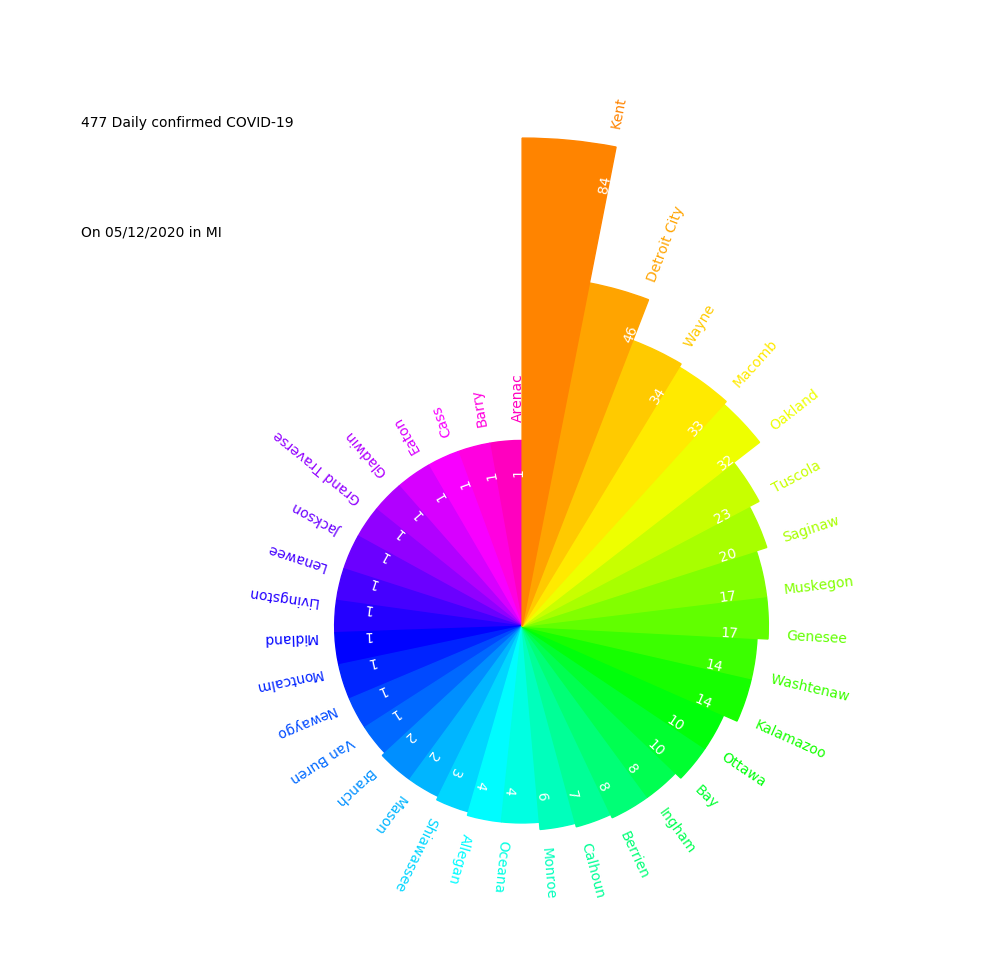 477 Daily confirmed COVID-19
On 05/12/2020 in MI
Kent
84
Detroit City
46
Wayne
34
Macomb
33
Oakland
32
Tuscola
23
Saginaw
20
Muskegon
17
Genesee
17
Washtenaw
14
Kalamazoo
14
Ottawa
10
Bay
10
Ingham
8
Berrien
8
Calhoun
7
Monroe
6
Oceana
4
Allegan
4
Shiawassee
3
Mason
2
Branch
2
Van Buren
1
Newaygo
1
Montcalm
1
Midland
1
Livingston
1
Lenawee
1
Jackson
1
Grand Traverse
1
Gladwin
1
Eaton
1
Cass
1
Barry
1
Arenac
1